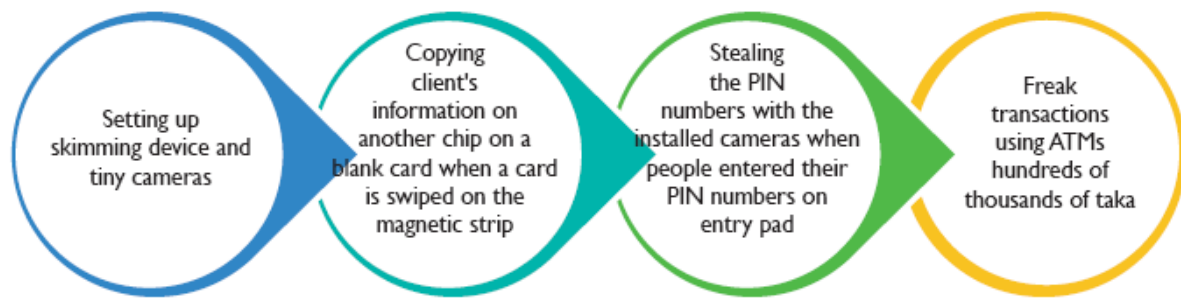 Setting up
skimming device and
tiny cameras
Copying
client's
information on
another chip on a
blank card when a card
is swiped on the
magnetic strip
Stealing
the PIN
numbers with the
installed cameras when
people entered their
PIN numbers on
entry pad
Freak
transactions
using ATMs
hundreds of
thousands of taka